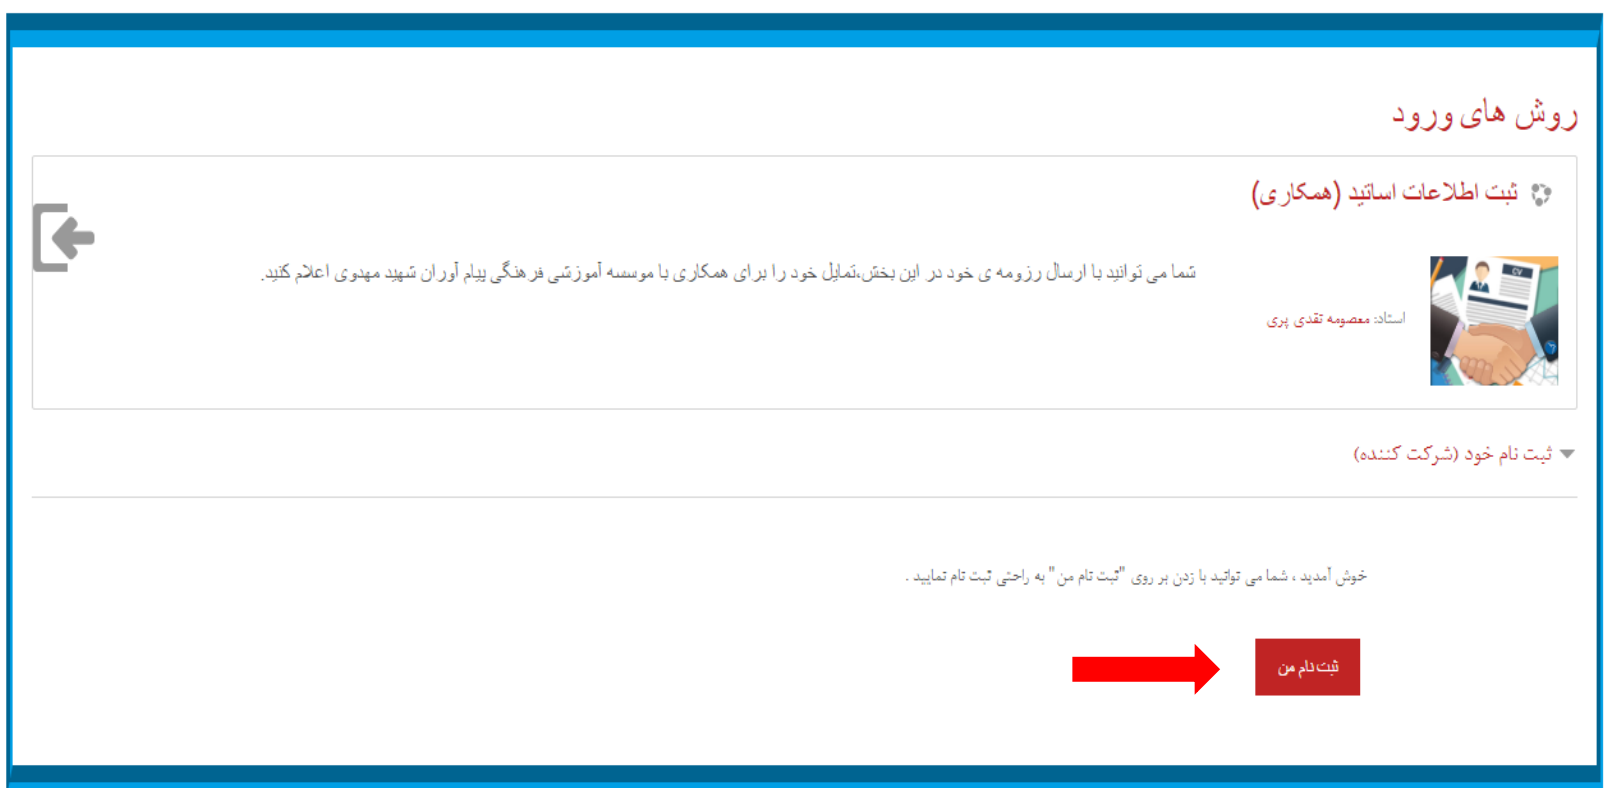 روش های ورود
ثبت اطلاعات اساتید (همکاری)
شما می توانید با ارسال رزومه ی خود در این بخش،تمایل خود را برای همکاری با موسسه آموزشی فرهنگی پیام آوران شهید مهدوی اعلام کنید.
CV
استاد: معصومه تقدی پری
ثبت نام خود (شرکت کننده)
خوش آمدید ، شما می توانید با زدن بر روی "ثبت نام من" به راحتی ثبت نام نمایید .
ثبت نام من